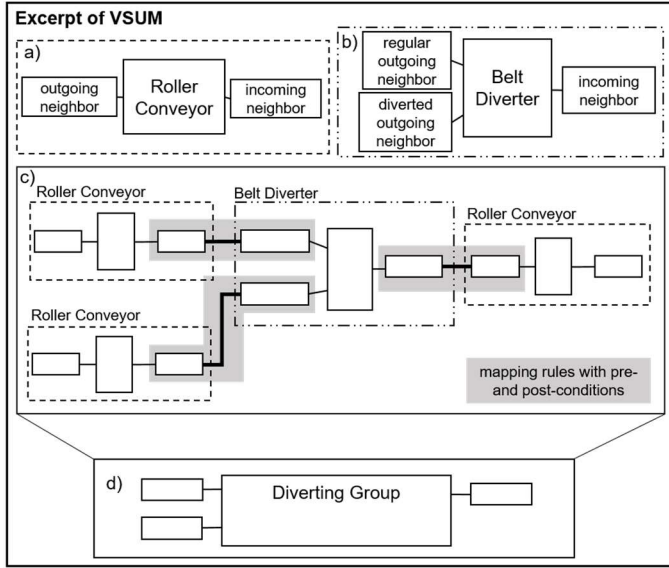 Excerpt of VSUM
a)
outgoing
neighbor
Roller
Conveyor
incoming
neighbor
b)
regular
outgoing
neighbor
diverted
outgoing
neighbor
Belt
Diverter
incoming
neighbor
c)
Roller Conveyor
Belt Diverter
Roller Conveyor
Roller Conveyor
mapping rules with pre-
and post-conditions
d)
Diverting Group